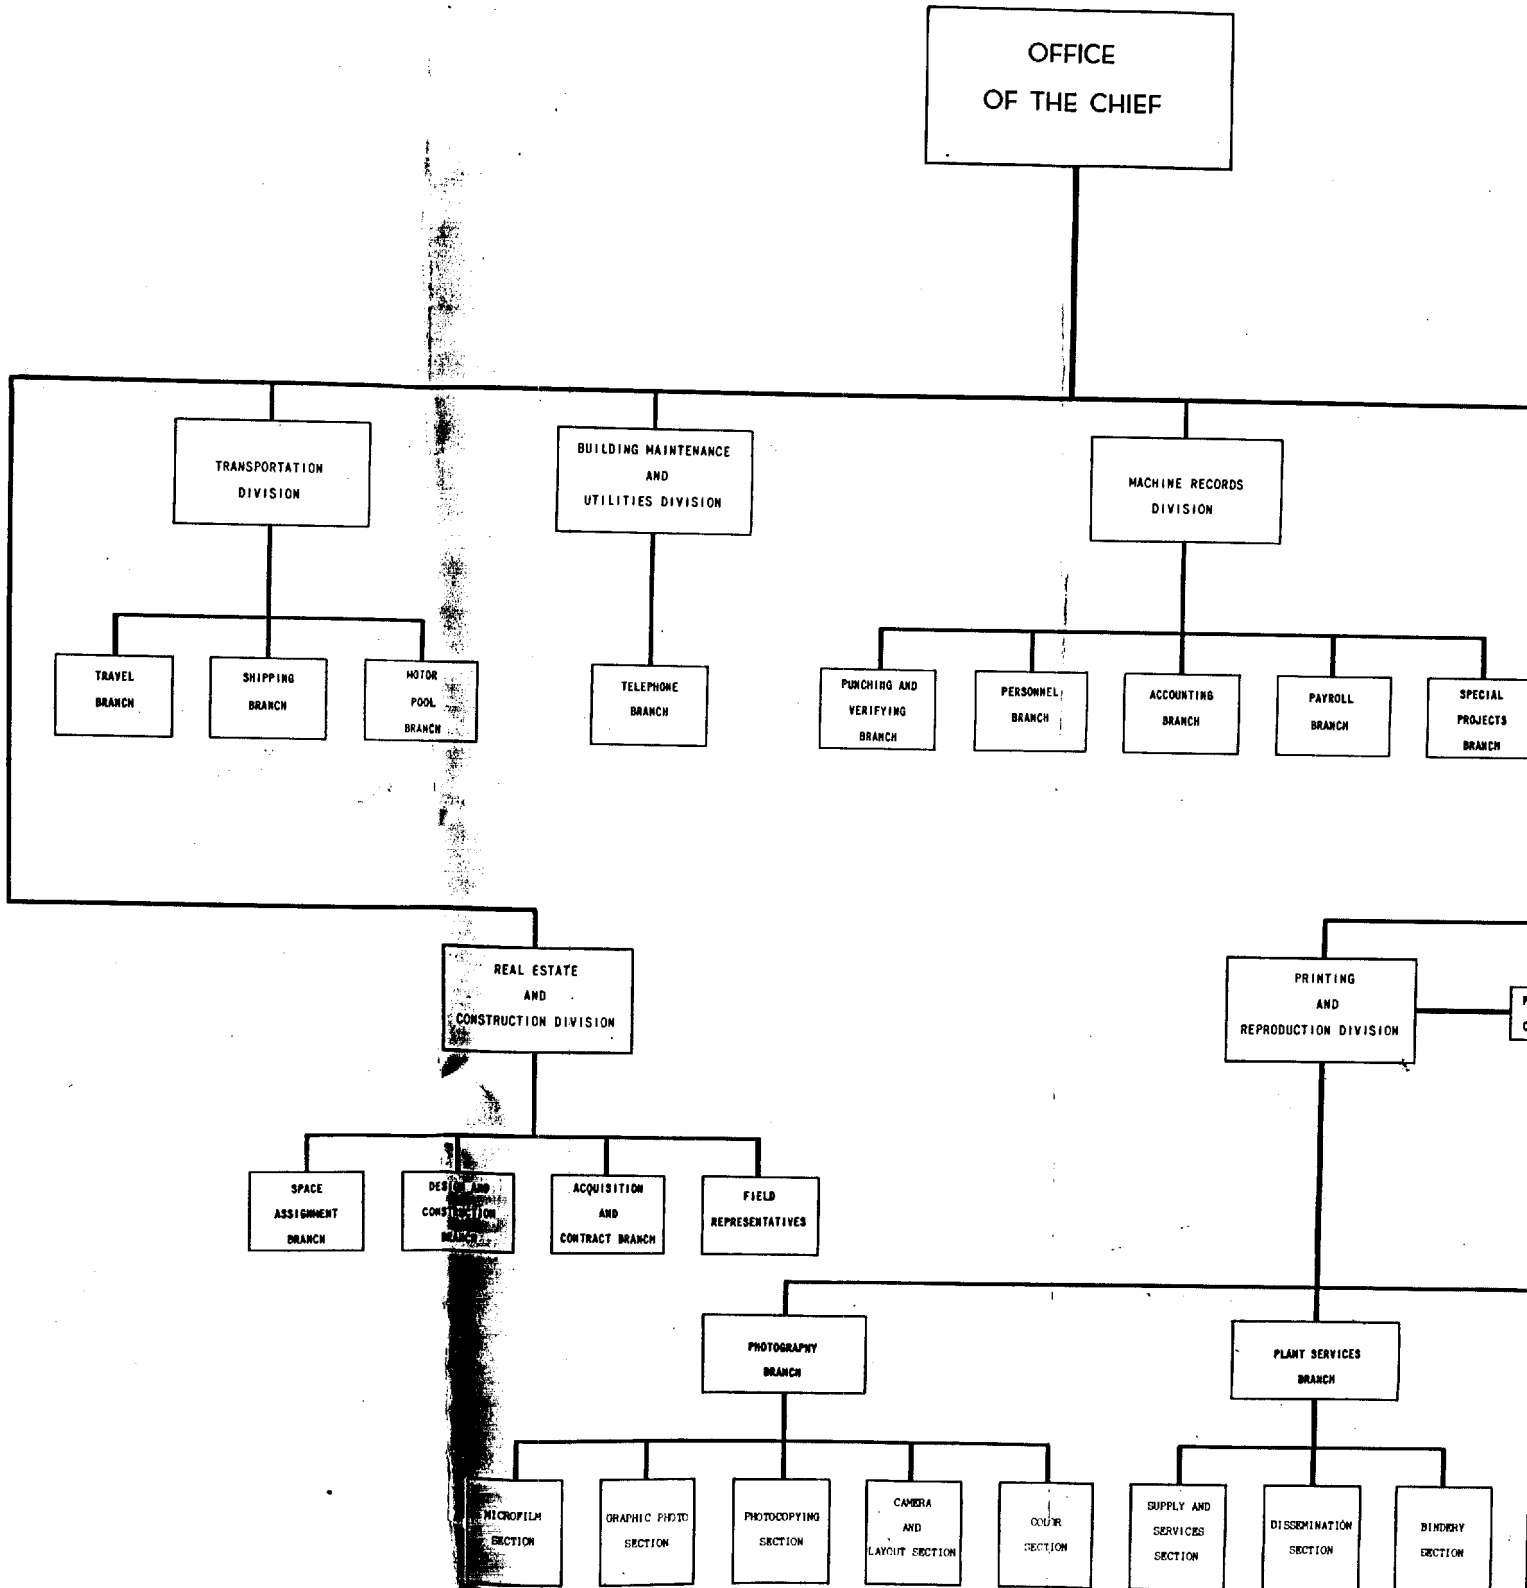 OFFICE
OF THE CHIEF
TRANSPORTATION
DIVISION
BUILDING MAINTENANCE
AND
UTILITIES DIVISION
MACHINE RECORDS
DIVISION
TRAVEL
BRANCH
SHIPPING
BRANCH
MOTOR
POOL
BRANCH
TELEPHONE
BRANCH
PUNCHING AND
VERIFYING
BRANCH
PERSONNEL
BRANCH
ACCOUNTING
BRANCH
PAYROLL
BRANCH
SPECIAL
PROJECTS
BRANCH
REAL ESTATE
AND
CONSTRUCTION DIVISION
PRINTING
AND
REPRODUCTION DIVISION
SPACE
ASSIGNMENT
BRANCH
DESIGN AND
CONSTRUCTION
BRANCH
ACQUISITION
AND
CONTRACT BRANCH
FIELD
REPRESENTATIVES
PHOTOGRAPHY
BRANCH
PLANT SERVICES
BRANCH
MICROFILM
SECTION
GRAPHIC PHOTO
SECTION
PHOTOCOPYING
SECTION
CAMERA
AND
LAYOUT SECTION
COLOR
SECTION
SUPPLY AND
SERVICES
SECTION
DISSEMINATION
SECTION
BINDERY
SECTION